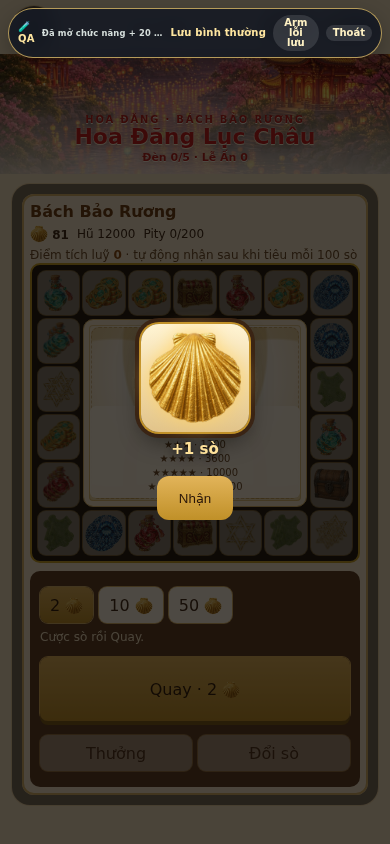 🧪 QA
Đã mở chức năng + 20 …
Lưu bình thường
Arm lỗi lưu
Thoát
HOA ĐĂNG · BÁCH BẢO RƯƠNG
Hoa Đăng Lục Châu
Đèn 0/5 · Lễ Ấn 0
Bách Bảo Rương
81 Hũ 12000 Pity 0/200
Điểm tích luỹ 0 · tự động nhận sau khi tiêu mỗi 100 sò
★★★★ · 3600
★★★★★ · 10000
+1 sò
Nhận
2 10 50
Cược sò rồi Quay.
Quay · 2
Thưởng Đổi sò